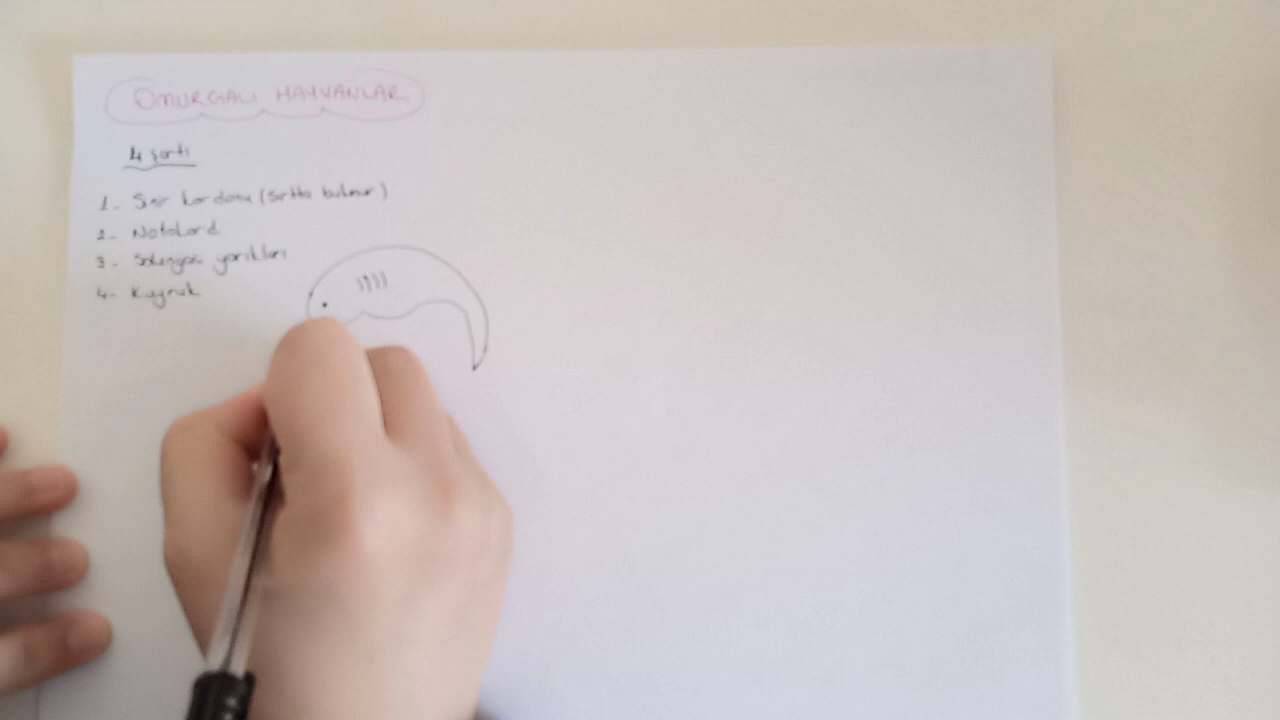 OMURGALI HAYVANLAR
4 şartı
1- Sinir kordonu (sırtta bulunur)
2- Notokord
3- Solungaç yarıkları
4- Kuyruk